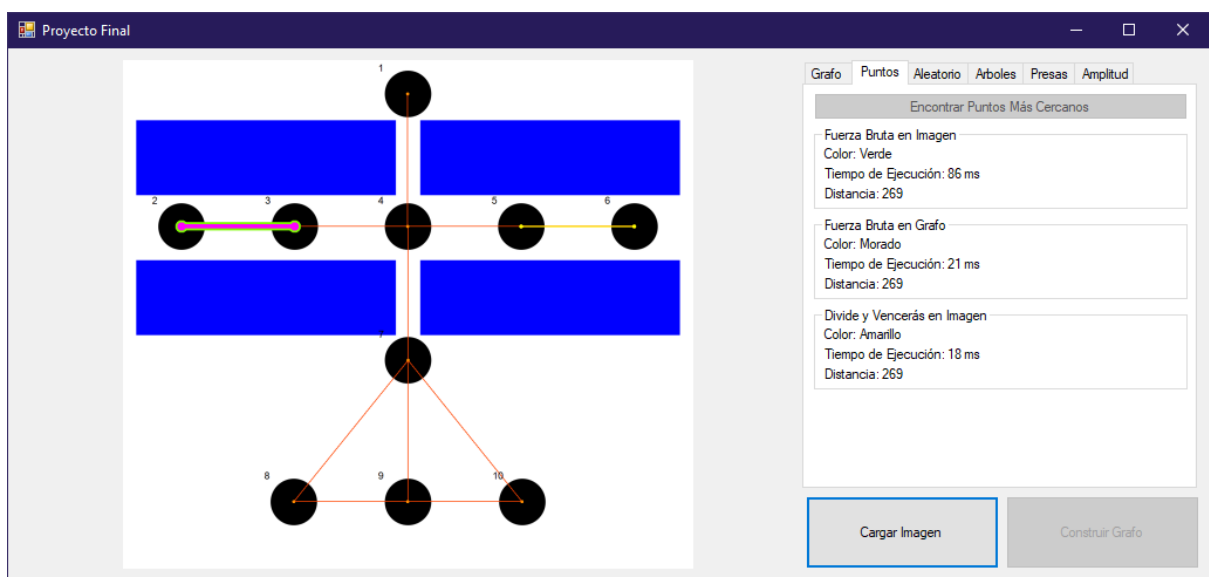 Proyecto Final
Grafo Puntos Aleatorio Arboles Presas Amplitud
Encontrar Puntos Más Cercanos
Fuerza Bruta en Imagen
Color: Verde
Tiempo de Ejecución: 86 ms
Distancia: 269
Fuerza Bruta en Grafo
Color: Morado
Tiempo de Ejecución: 21 ms
Distancia: 269
Divide y Vencerás en Imagen
Color: Amarillo
Tiempo de Ejecución: 18 ms
Distancia: 269
Cargar Imagen
Construir Grafo
1
2 3 4 5 6
7
8 9 10